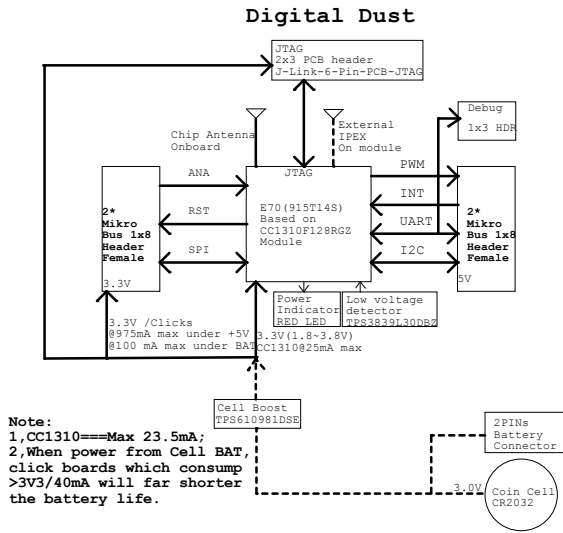 Digital Dust
JTAG
2x3 PCB header
J-Link-6-Pin-PCB-JTAG
Chip Antenna
Onboard
External
IPEX
On module
Debug
1x3 HDR
JTAG
E70(915T14S)
Based on
CC1310F128RGZ
Module
ANA
RST
SPI
PWM
INT
UART
I2C
2*
Mikro
Bus 1x8
Header
Female
3.3V
2*
Mikro
Bus 1x8
Header
Female
5V
Power
Indicator
RED LED
Low voltage
detector
TPS3839L30DBZ
3.3V /Clicks
@975mA max under +5V
@100 mA max under BAT
3.3V(1.8~3.8V)
CC1310@25mA max
Cell Boost
TPS610981DSE
2PINs
Battery
Connector
3.0V
Coin Cell
CR2032
Note:
1,CC1310===Max 23.5mA;
2,When power from Cell BAT,
click boards which consump
>3V3/40mA will far shorter
the battery life.